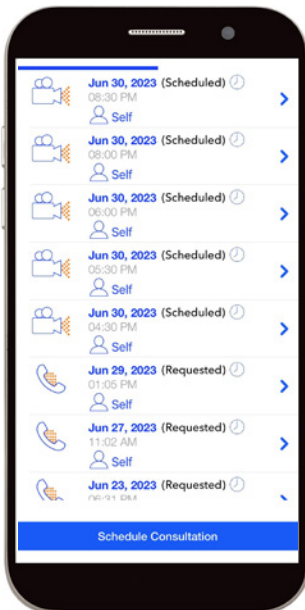 Jun 30, 2023 (Scheduled)
08:30 PM
Self
Jun 30, 2023 (Scheduled)
08:00 PM
Self
Jun 30, 2023 (Scheduled)
06:00 PM
Self
Jun 30, 2023 (Scheduled)
05:30 PM
Self
Jun 30, 2023 (Scheduled)
04:30 PM
Self
Jun 29, 2023 (Requested)
01:05 PM
Self
Jun 27, 2023 (Requested)
11:02 AM
Self
Jun 23, 2023 (Requested)
06:31 PM
Schedule Consultation